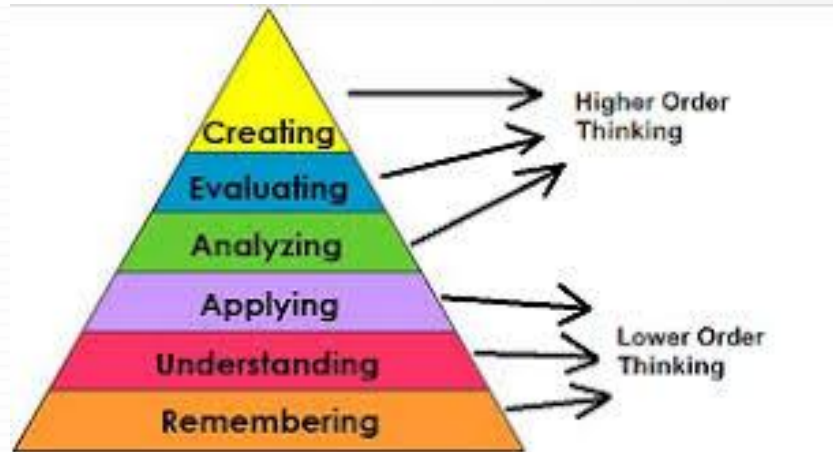 Creating
Evaluating
Analyzing
Applying
Understanding
Remembering
Higher Order
Thinking
Lower Order
Thinking